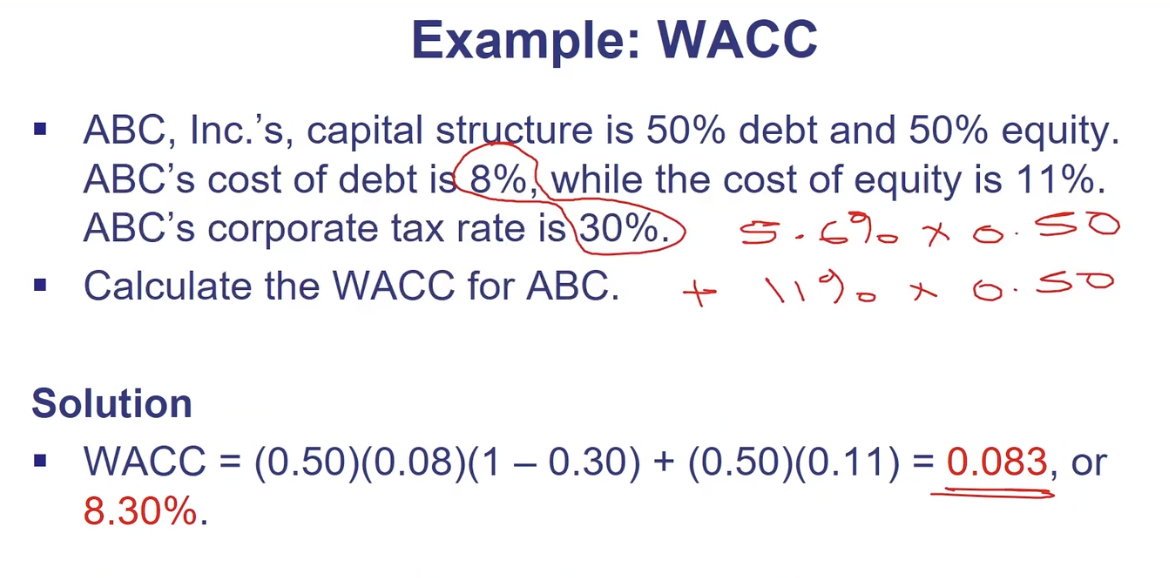 Example: WACC
▪ ABC, Inc.'s, capital structure is 50% debt and 50% equity.
ABC's cost of debt is 8%, while the cost of equity is 11%.
ABC's corporate tax rate is 30%. 5.6% x 0.50
▪ Calculate the WACC for ABC. + 11% x 0.50
Solution
▪ WACC = (0.50)(0.08)(1 – 0.30) + (0.50)(0.11) = 0.083, or
8.30%.